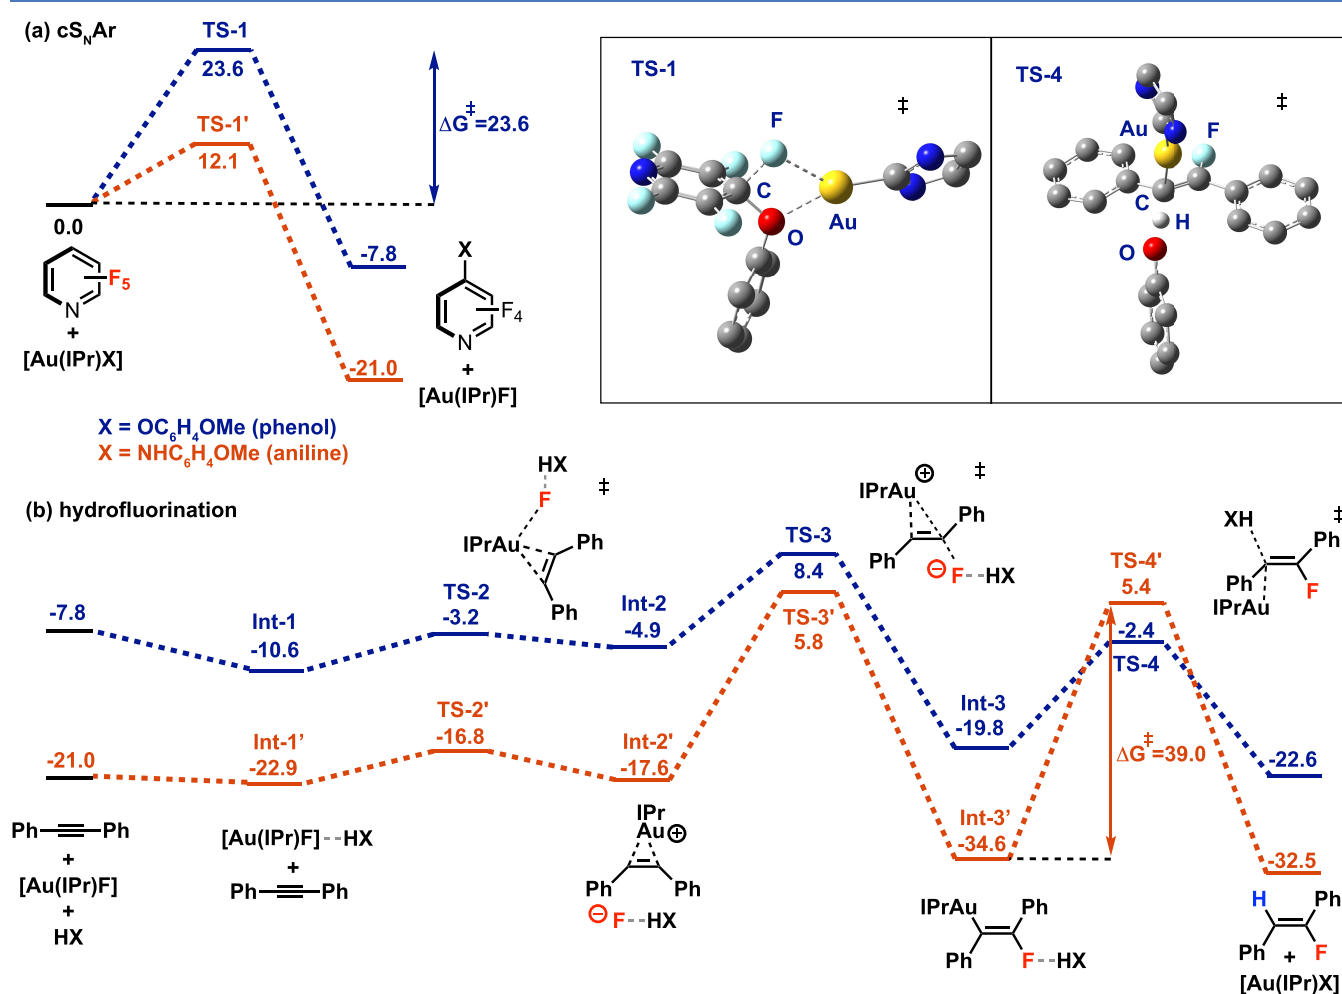 (a) cSNAr
TS-1
23.6
TS-1'
12.1
ΔG‡=23.6
0.0
-7.8
-21.0
F5
N
+
[Au(IPr)X]
X
F4
N
+
[Au(IPr)F]
X = OC6H4OMe (phenol)
X = NHC6H4OMe (aniline)
TS-1
‡
F
C
O
Au
TS-4
‡
Au
F
C
H
O
(b) hydrofluorination
HX
F
‡
IPrAu
Ph
Ph
IPrAu
⊕
‡
Ph
Ph
⊖ F--HX
‡
XH
Ph
Ph
F
IPrAu
-7.8
Int-1
-10.6
TS-2
-3.2
Int-2
-4.9
TS-3
8.4
Int-3
-19.8
-2.4
TS-4
-22.6
-21.0
Int-1’
-22.9
TS-2'
-16.8
Int-2'
-17.6
TS-3'
5.8
Int-3’
-34.6
TS-4'
5.4
ΔG‡=39.0
-32.5
Ph Ph
+
[Au(IPr)F]
+
HX
[Au(IPr)F]--HX
+
Ph Ph
IPr
Au⊕
Ph Ph
⊖ F--HX
IPrAu Ph
Ph F--HX
H Ph
Ph + F
[Au(IPr)X]